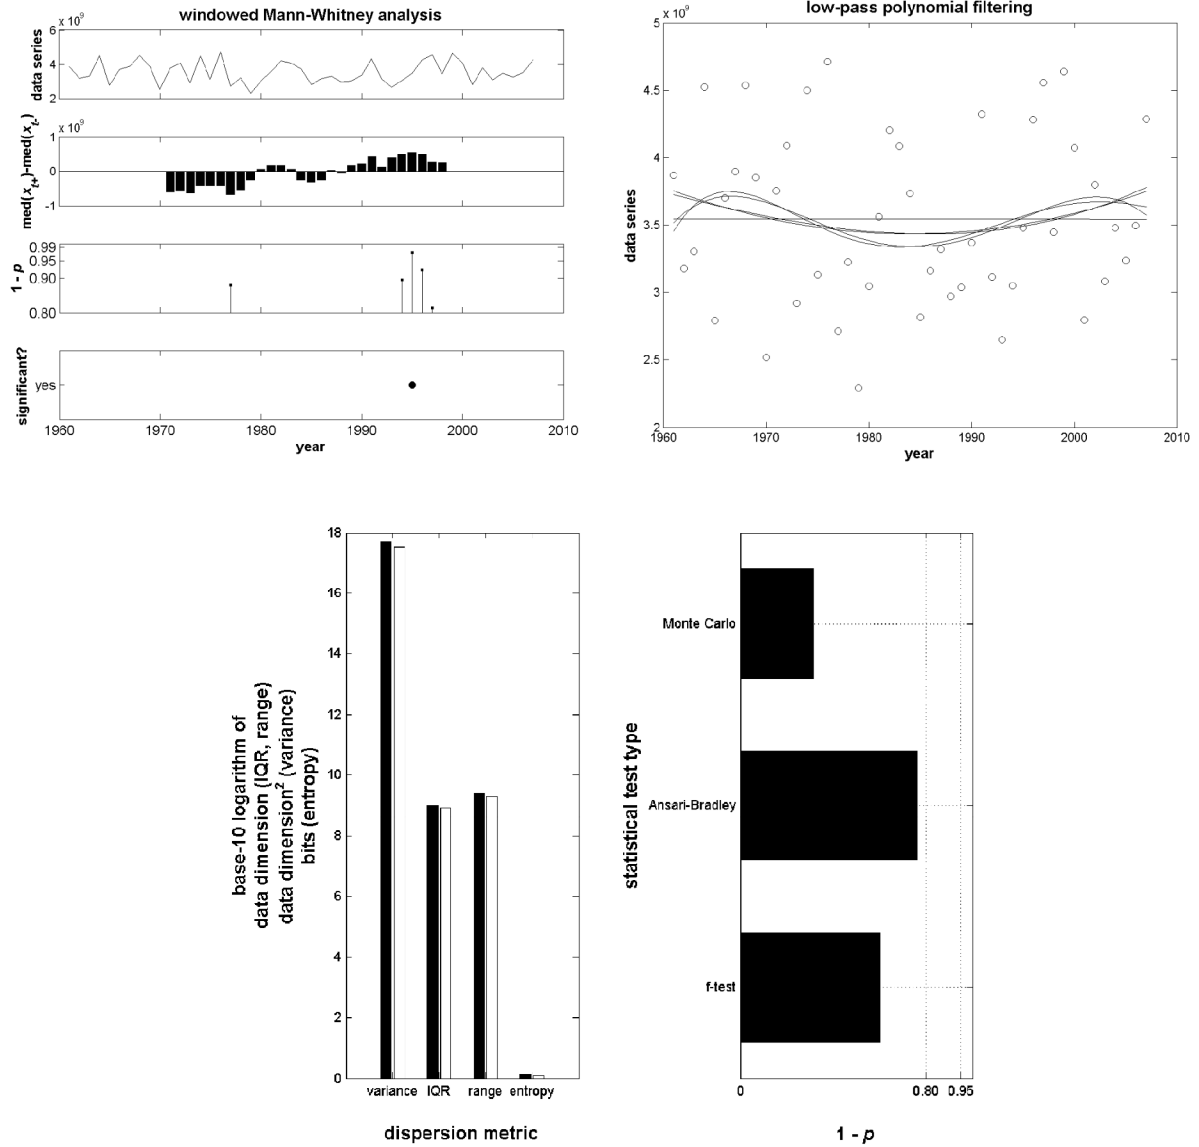 windowed Mann-Whitney analysis
x 10^9
6
4
2
data series
x 10^9
1
0
-1
med(x_t+)-med(x_t-)
0.99
0.95
0.90
0.80
1 - p
yes
significant?
1960 1970 1980 1990 2000 2010
year
low-pass polynomial filtering
x 10^9
5
4.5
4
3.5
3
2.5
2
data series
1960 1970 1980 1990 2000 2010
year
18
16
14
12
10
8
6
4
2
0
base-10 logarithm of
data dimension (IQR, range)
data dimension² (variance)
bits (entropy)
variance IQR range entropy
dispersion metric
statistical test type
Monte Carlo
Ansari-Bradley
f-test
0 0.80 0.95
1 - p